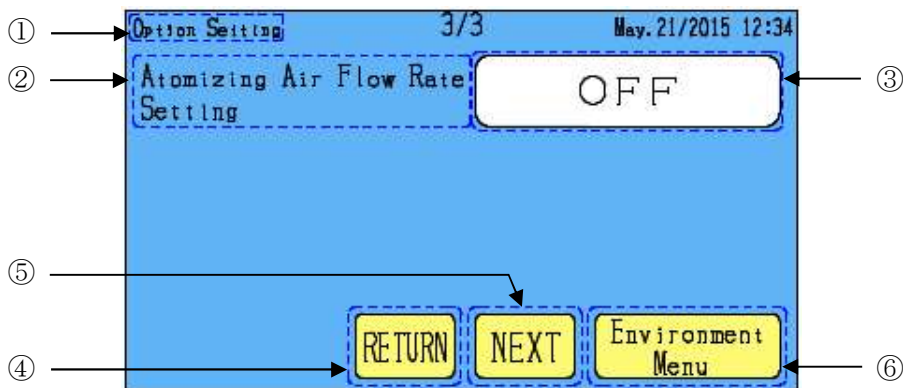 ① Option Setting 3/3 May.21/2015 12:34
② Atomizing Air Flow Rate Setting OFF ③
⑤
④ RETURN NEXT Environment Menu ⑥